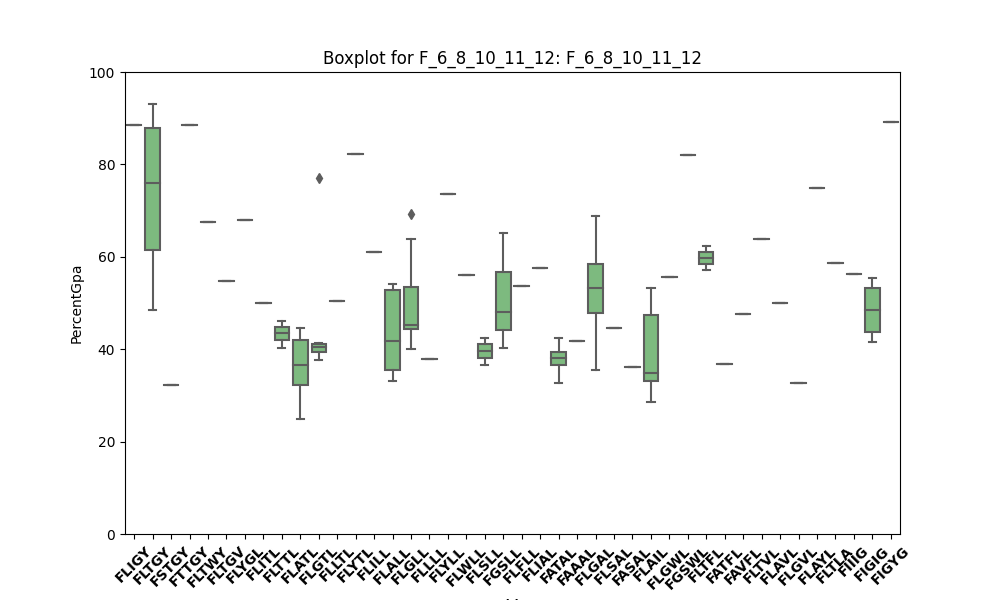 Boxplot for F_6_8_10_11_12: F_6_8_10_11_12
PercentGpa
100
80
60
40
20
0
FLIGY
FLTGY
FSTGY
FTTGY
FLTWY
FLTGV
FLYGL
FLITL
FLTTL
FLATL
FLGTL
FLLTL
FLYTL
FLILL
FLALL
FLGLL
FLLLL
FLYLL
FLWLL
FLSLL
FGSLL
FLFLL
FLIAL
FATAL
FAAAL
FLGAL
FLSAL
FASAL
FLAIL
FLGWL
FGSWL
FLTFL
FATFL
FAVFL
FLTVL
FLAVL
FLGVL
FLAYL
FLTLA
FIIIG
FIGIG
FIGYG